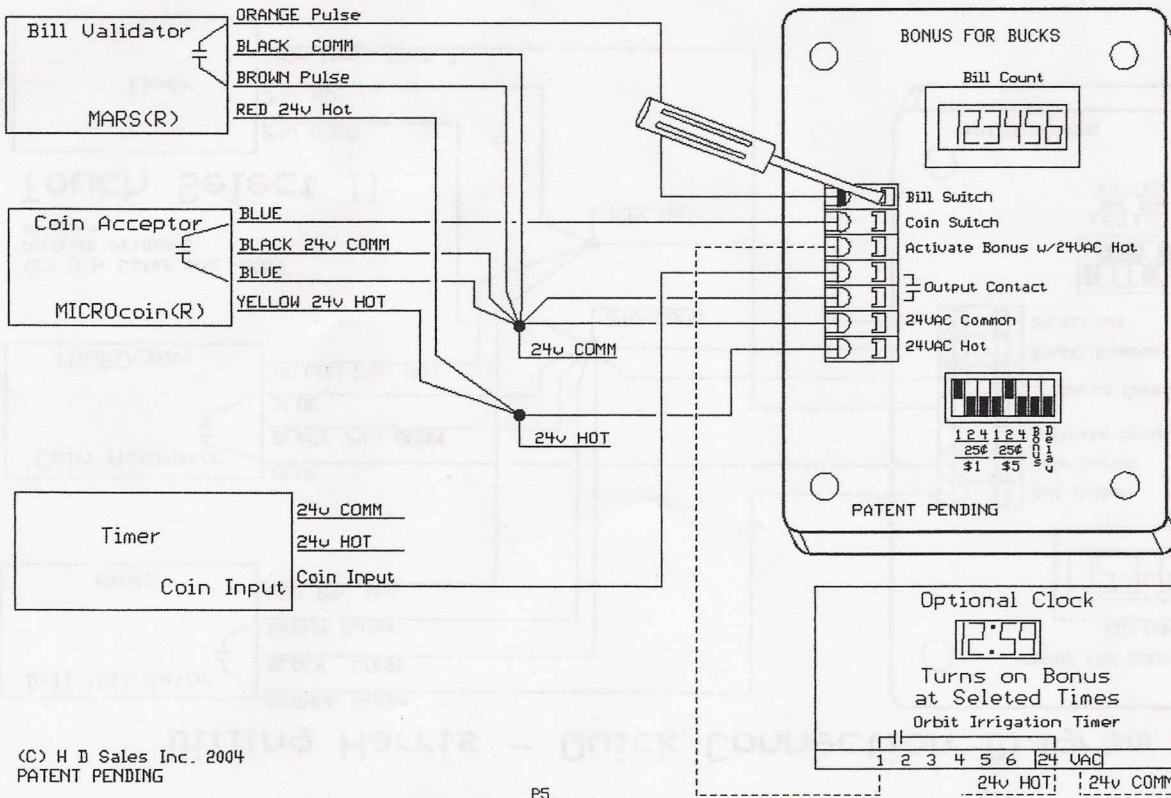 ORANGE Pulse
Bill Validator
BLACK COMM
BROWN Pulse
RED 24v Hot
MARS(R)
Coin Acceptor
BLUE
BLACK 24v COMM
BLUE
YELLOW 24v HOT
MICROcoin(R)
24v COMM
24v HOT
Timer
24v COMM
24v HOT
Coin Input
Coin Input
BONUS FOR BUCKS
Bill Count
123456
Bill Switch
Coin Switch
Activate Bonus w/24VAC Hot
Output Contact
24VAC Common
24VAC Hot
1 2 4 1 2 4
25¢ 25¢
$1 $5
Bonus
Delay
PATENT PENDING
Optional Clock
12:59
Turns on Bonus
at Seleted Times
Orbit Irrigation Timer
1 2 3 4 5 6 24 VAC
24v HOT 24v COMM
(C) H D Sales Inc. 2004
PATENT PENDING
P5